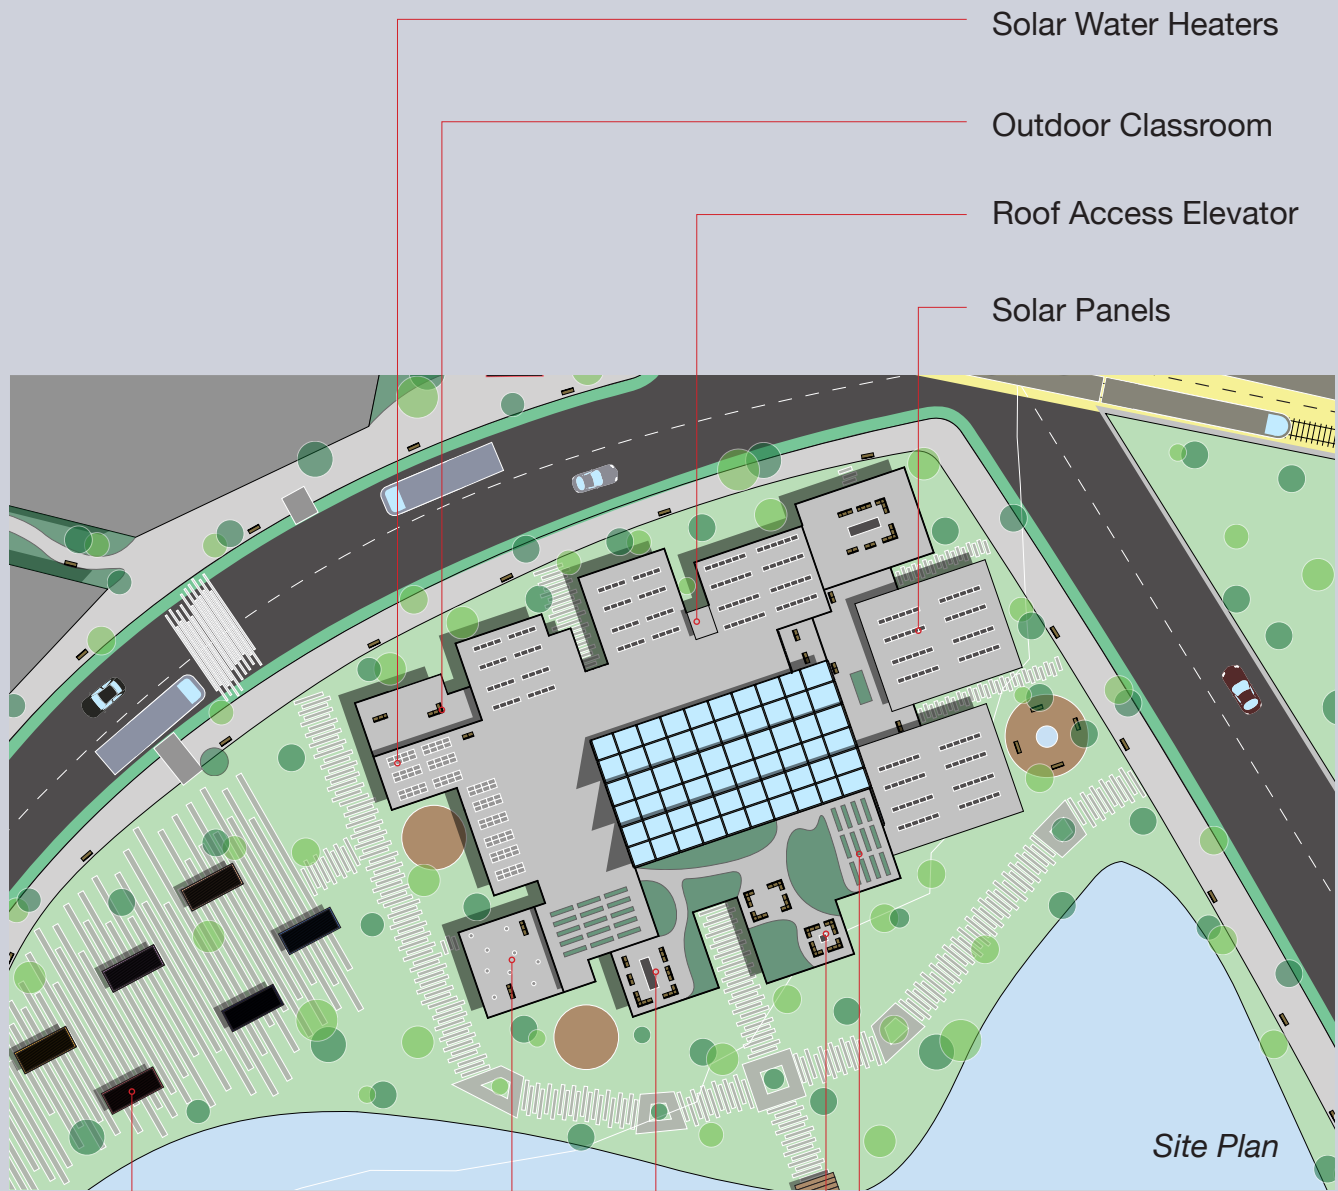 Solar Water Heaters
Outdoor Classroom
Roof Access Elevator
Solar Panels
Site Plan